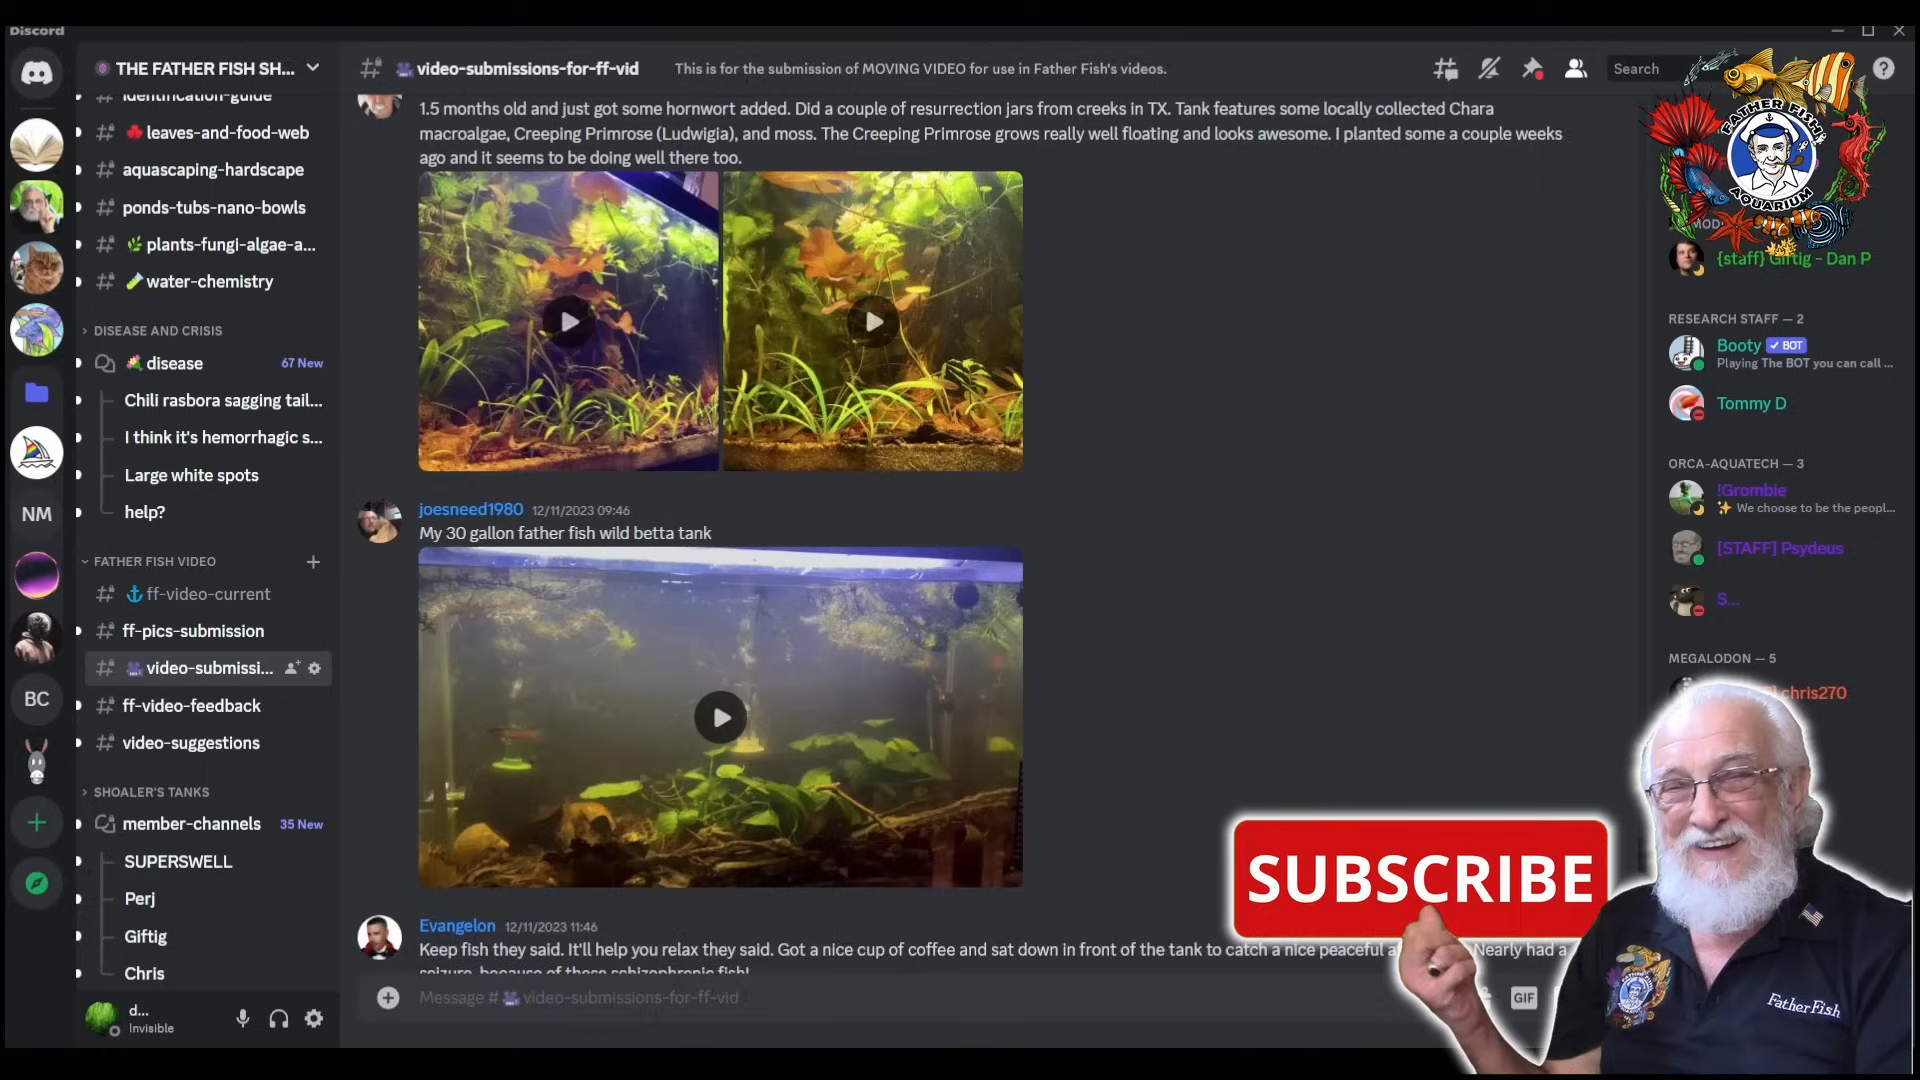 Discord
THE FATHER FISH SH...
identification-guide
leaves-and-food-web
aquascaping-hardscape
ponds-tubs-nano-bowls
plants-fungi-algae-a...
water-chemistry
DISEASE AND CRISIS
disease
67 New
Chili rasbora sagging tail...
I think it's hemorrhagic s...
Large white spots
help?
NM
FATHER FISH VIDEO
ff-video-current
ff-pics-submission
video-submissi...
BC
ff-video-feedback
video-suggestions
SHOALER'S TANKS
member-channels
35 New
SUPERSWELL
Perj
Giftig
Chris
d...
Invisible
video-submissions-for-ff-vid
This is for the submission of MOVING VIDEO for use in Father Fish's videos.
Search
1.5 months old and just got some hornwort added. Did a couple of resurrection jars from creeks in TX. Tank features some locally collected Chara
macroalgae, Creeping Primrose (Ludwigia), and moss. The Creeping Primrose grows really well floating and looks awesome. I planted some a couple weeks
ago and it seems to be doing well there too.
joesneed1980 12/11/2023 09:46
My 30 gallon father fish wild betta tank
Evangelon 12/11/2023 11:46
Keep fish they said. It'll help you relax they said. Got a nice cup of coffee and sat down in front of the tank to catch a nice peaceful Nearly had a
seizure, because of these schizophrenic fish!
Message # video-submissions-for-ff-vid
GIF
FATHER FISH
AQUARIUM
MOD
{staff} Giftig - Dan P
RESEARCH STAFF — 2
Booty BOT
Playing The BOT you can call ...
Tommy D
ORCA-AQUATECH — 3
!Grombie
We choose to be the peopl...
[STAFF] Psydeus
S...
MEGALODON — 5
chris270
SUBSCRIBE
Father Fish